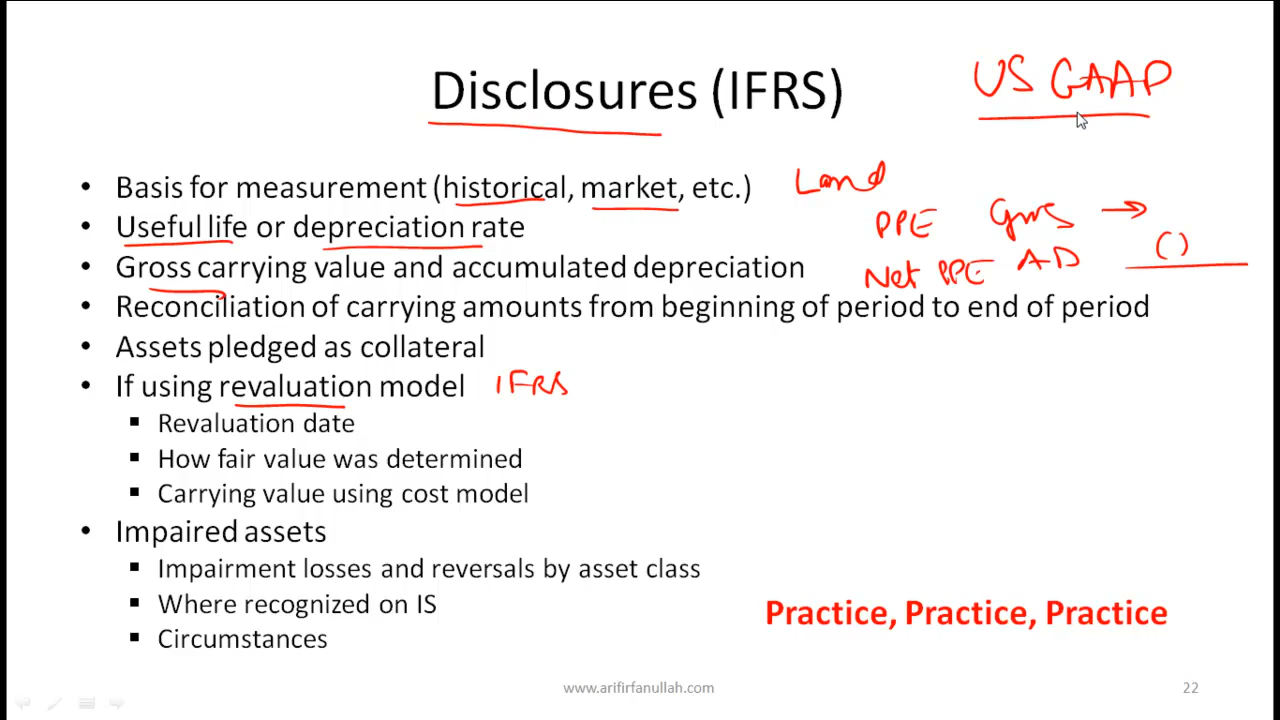 Disclosures (IFRS)
US GAAP
• Basis for measurement (historical, market, etc.)
Land
• Useful life or depreciation rate
PPE Gross →
• Gross carrying value and accumulated depreciation
Net PPE AD ( )
• Reconciliation of carrying amounts from beginning of period to end of period
• Assets pledged as collateral
• If using revaluation model
IFRS
▪ Revaluation date
▪ How fair value was determined
▪ Carrying value using cost model
• Impaired assets
▪ Impairment losses and reversals by asset class
▪ Where recognized on IS
▪ Circumstances
Practice, Practice, Practice
www.arifirfanullah.com
22